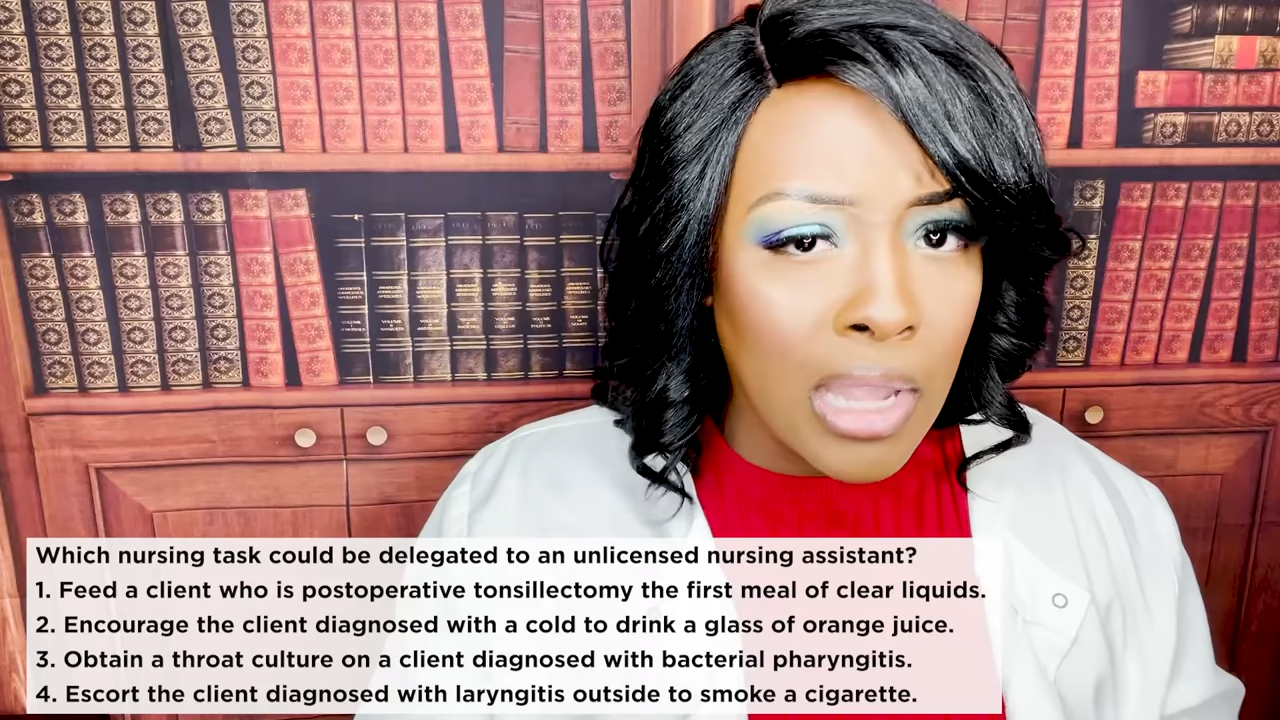 Which nursing task could be delegated to an unlicensed nursing assistant?
1. Feed a client who is postoperative tonsillectomy the first meal of clear liquids.
2. Encourage the client diagnosed with a cold to drink a glass of orange juice.
3. Obtain a throat culture on a client diagnosed with bacterial pharyngitis.
4. Escort the client diagnosed with laryngitis outside to smoke a cigarette.